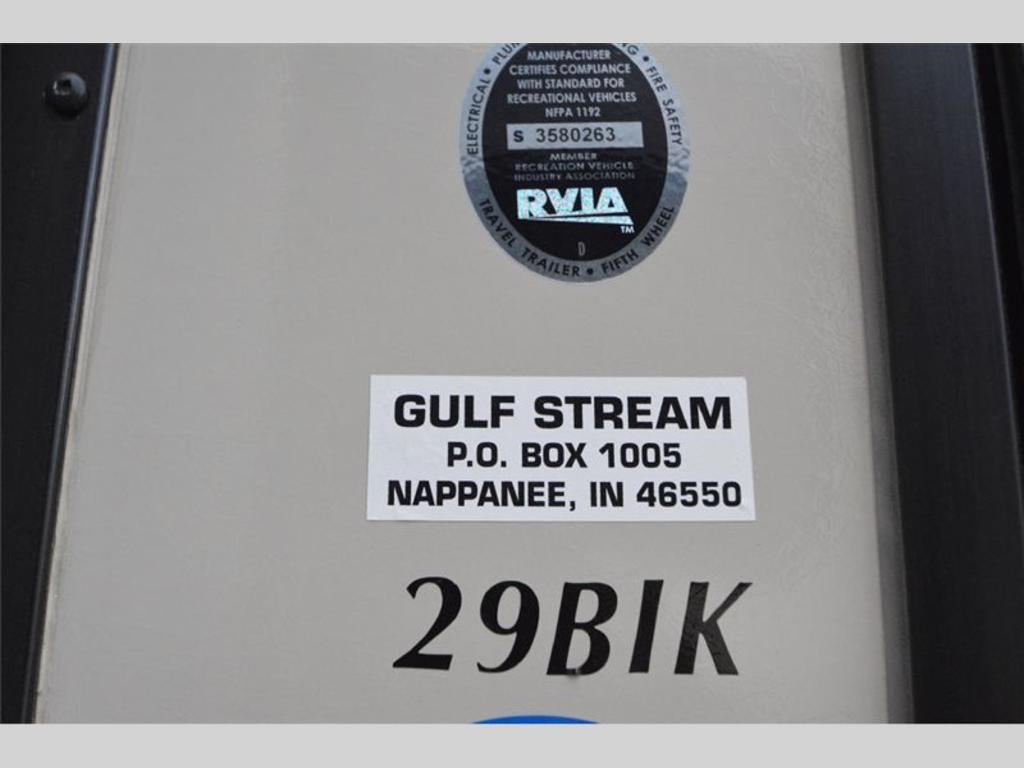 ELECTRICAL • • FIRE SAFETY
MANUFACTURER
CERTIFIES COMPLIANCE
WITH STANDARD FOR
RECREATIONAL VEHICLES
NFPA 1192
S 3580263
MEMBER
RECREATION VEHICLE
INDUSTRY ASSOCIATION
RVIA
TM
D
TRAVEL TRAILER • FIFTH WHEEL
GULF STREAM
P.O. BOX 1005
NAPPANEE, IN 46550
29BIK